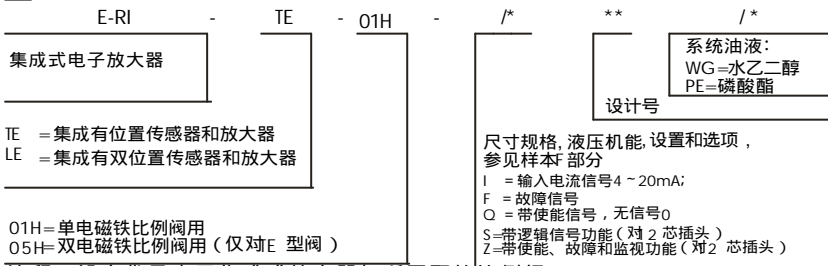 E-RI - TE - 01H - /* ** /*
集成式电子放大器
系统油液:
WG=水乙二醇
PE=磷酸酯
设计号
TE =集成有位置传感器和放大器
LE =集成有双位置传感器和放大器
尺寸规格,液压机能,设置和选项,
参见样本F部分
I =输入电流信号4~20mA;
F =故障信号
Q =带使能信号,无信号0
S=带逻辑信号功能(对12芯插头)
Z=带使能、故障和监视功能(对12 芯插头)
01H=单电磁铁比例阀用
05H=双电磁铁比例阀用(仅对TE 型阀)